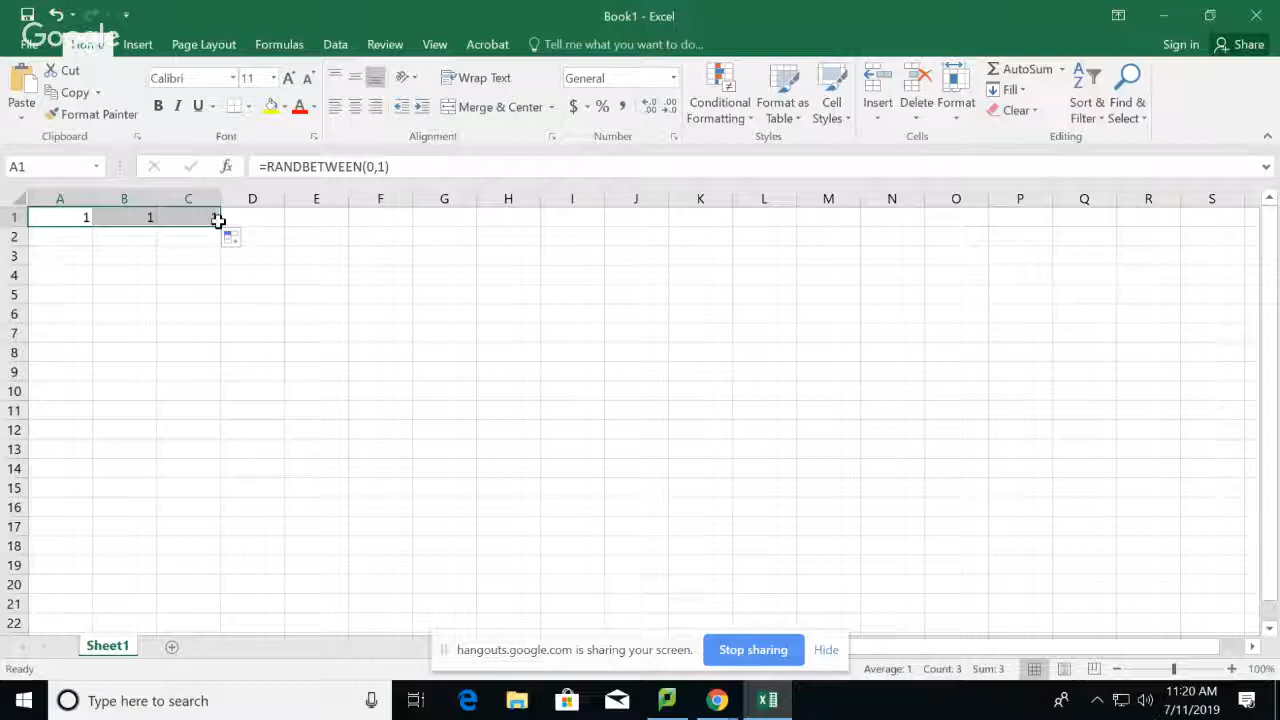 Book1 - Excel
Google
File Home Insert Page Layout Formulas Data Review View Acrobat Tell me what you want to do... Sign in Share
Paste Cut Copy Format Painter
Calibri 11
B I U A A A
Wrap Text
Merge & Center
General
$ % ,
Conditional Formatting Format as Table Cell Styles
Insert Delete Format
AutoSum Fill Clear
Sort & Filter Find & Select
Clipboard Font Alignment Number Styles Cells Editing
A1 fx =RANDBETWEEN(0,1)
A B C D E F G H I J K L M N O P Q R S
1 1 1 1
2
3
4
5
6
7
8
9
10
11
12
13
14
15
16
17
18
19
20
21
22
Sheet1
hangouts.google.com is sharing your screen. Stop sharing Hide
Ready Average: 1 Count: 3 Sum: 3 100%
Type here to search
11:20 AM
7/11/2019